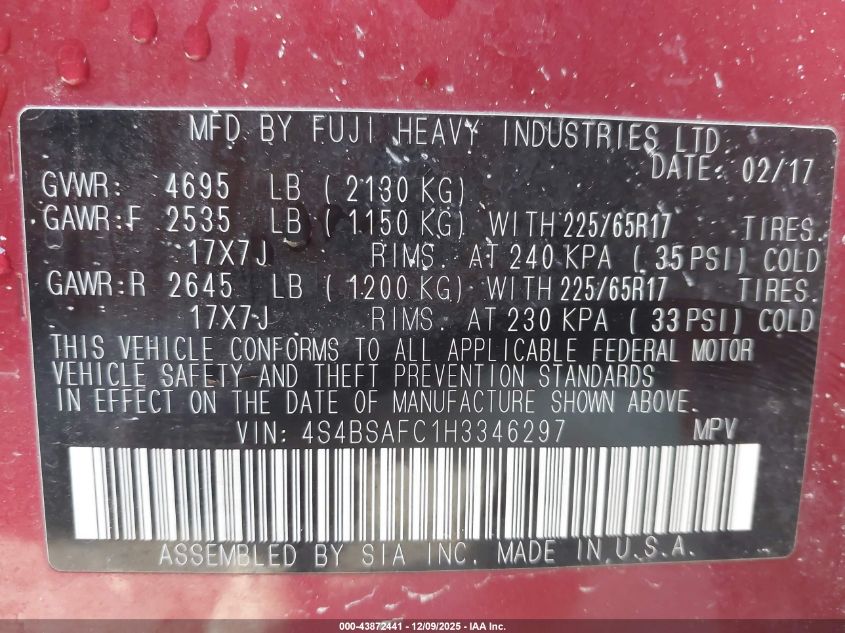 MFD BY FUJI HEAVY INDUSTRIES LTD.
DATE: 02/17
GVWR: 4695 LB ( 2130 KG)
GAWR:F 2535 LB ( 1150 KG) WITH 225/65R17 TIRES.
17X7J RIMS. AT 240 KPA ( 35 PSI) COLD
GAWR:R 2645 LB ( 1200 KG) WITH 225/65R17 TIRES.
17X7J RIMS. AT 230 KPA ( 33 PSI) COLD
THIS VEHICLE CONFORMS TO ALL APPLICABLE FEDERAL MOTOR
VEHICLE SAFETY AND THEFT PREVENTION STANDARDS
IN EFFECT ON THE DATE OF MANUFACTURE SHOWN ABOVE.
VIN: 4S4BSAFC1H3346297 MPV
ASSEMBLED BY SIA INC. MADE IN U.S.A.
000-43872441 - 12/09/2025 - IAA Inc.